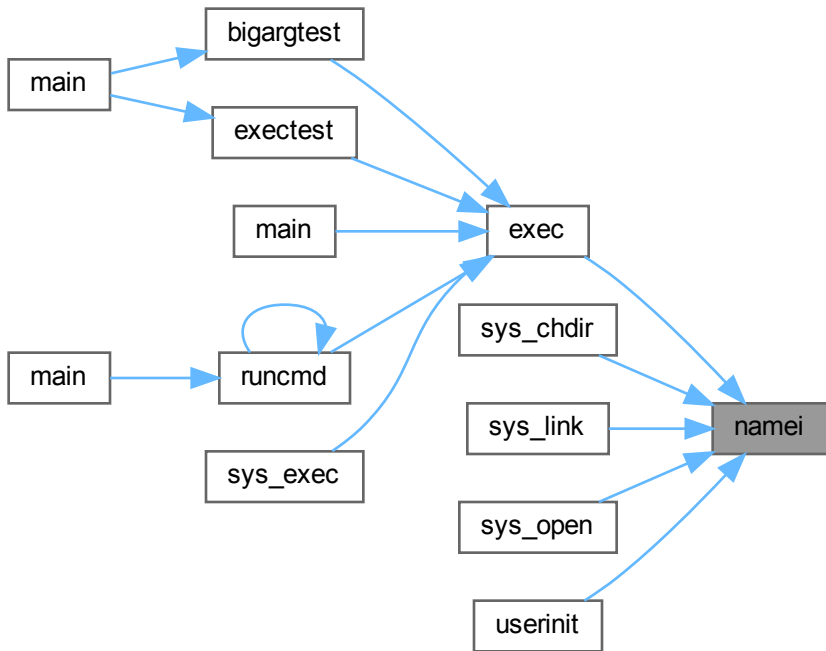 bigargtest
main
exectest
main
exec
sys_chdir
main
runcmd
namei
sys_link
sys_exec
sys_open
userinit